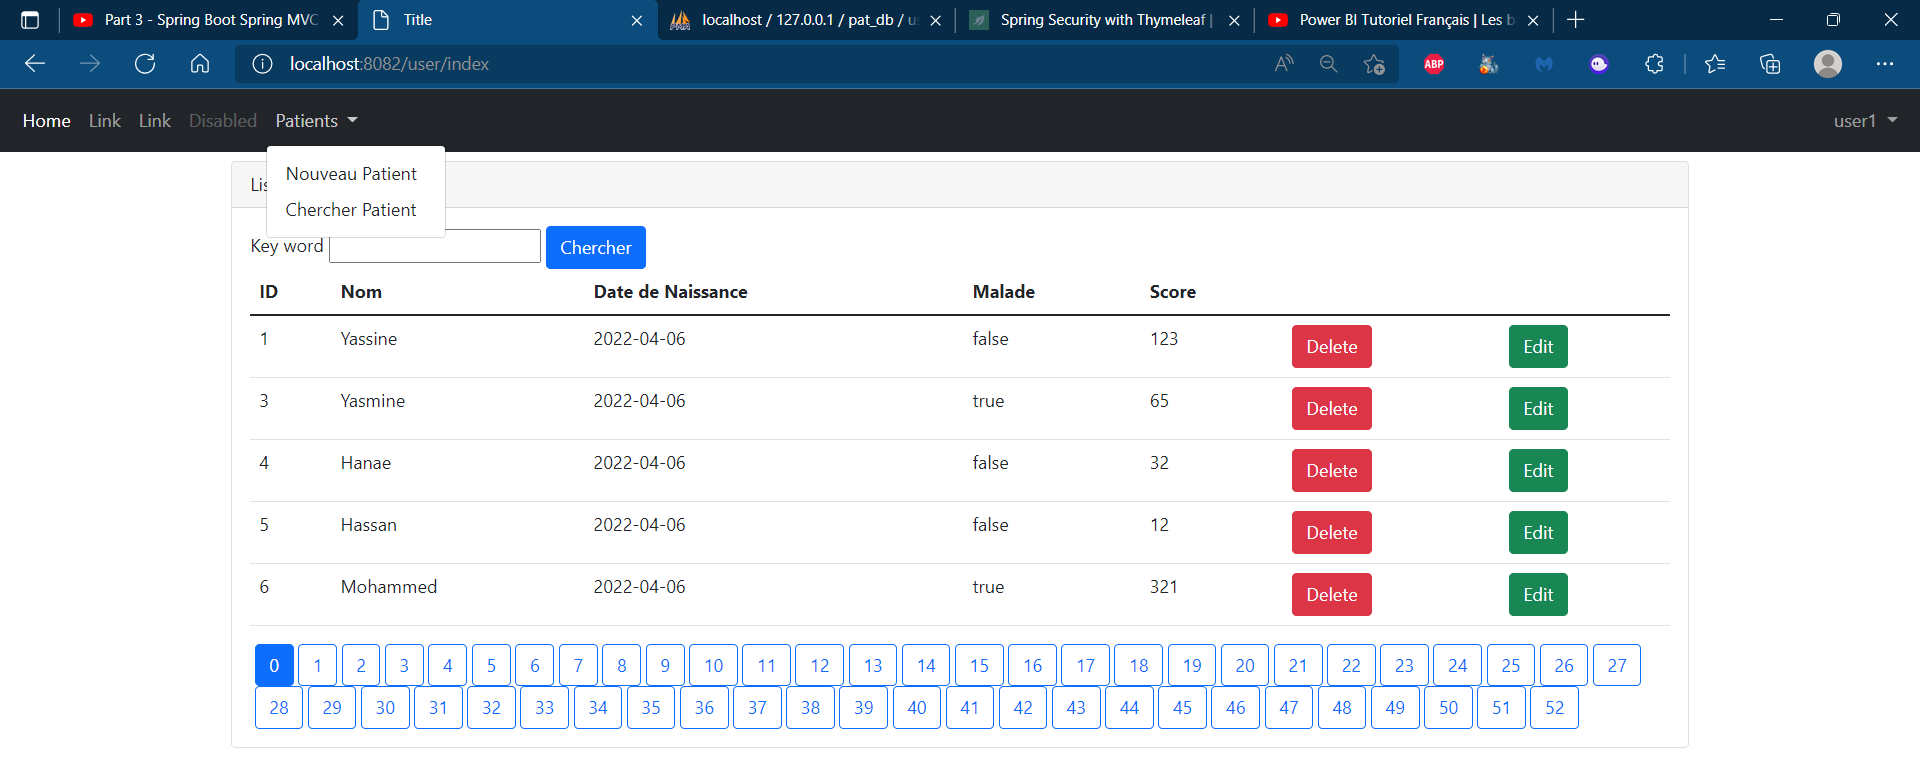 Part 3 - Spring Boot Spring MVC
Title
localhost / 127.0.0.1 / pat_db / us
Spring Security with Thymeleaf |
Power BI Tutoriel Français | Les b
localhost:8082/user/index
ABP
Home Link Link Disabled Patients user1
Nouveau Patient
Lis
Chercher Patient
Key word Chercher
ID Nom Date de Naissance Malade Score
1 Yassine 2022-04-06 false 123 Delete Edit
3 Yasmine 2022-04-06 true 65 Delete Edit
4 Hanae 2022-04-06 false 32 Delete Edit
5 Hassan 2022-04-06 false 12 Delete Edit
6 Mohammed 2022-04-06 true 321 Delete Edit
0 1 2 3 4 5 6 7 8 9 10 11 12 13 14 15 16 17 18 19 20 21 22 23 24 25 26 27
28 29 30 31 32 33 34 35 36 37 38 39 40 41 42 43 44 45 46 47 48 49 50 51 52